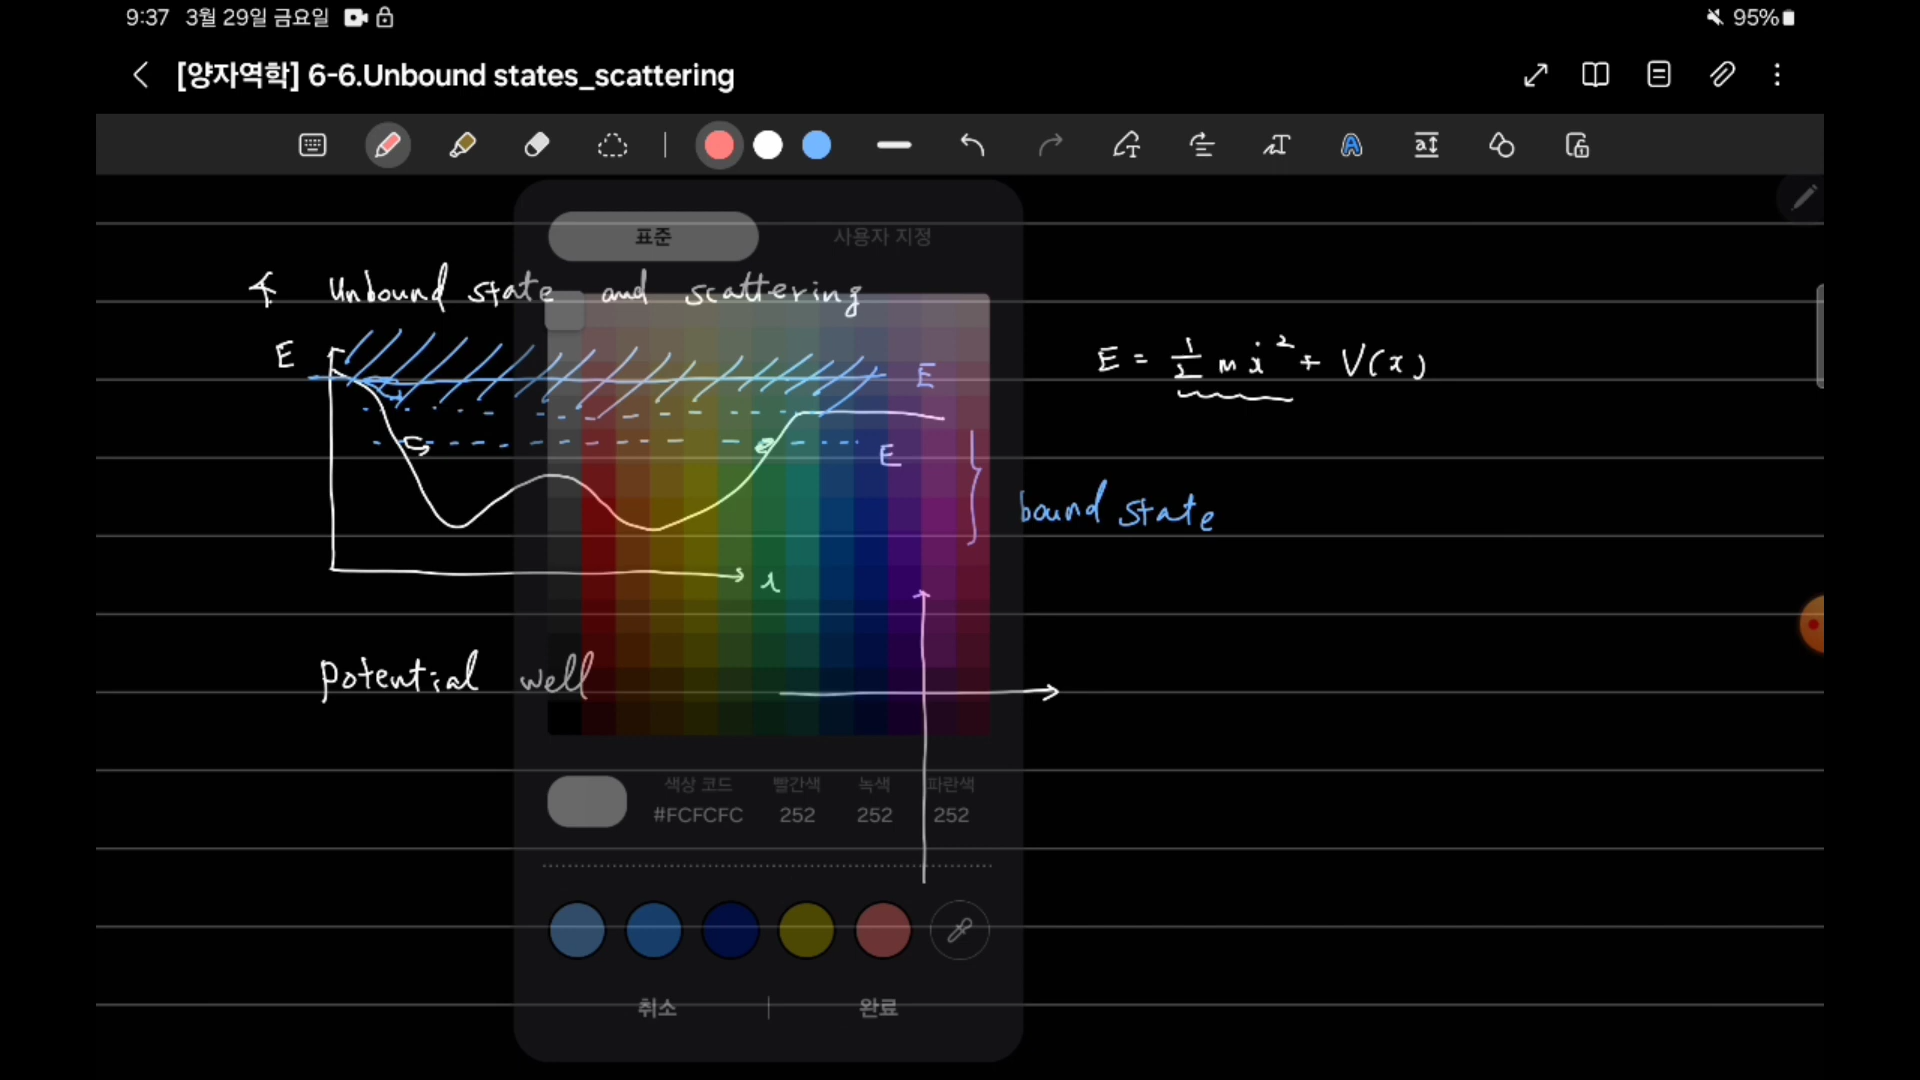 9:37 3월 29일 금요일 95%
[양자역학] 6-6.Unbound states_scattering
표준 사용자 지정
Unbound state and scattering
E
E
E = 1/2 m ẋ² + V(x)
E
bound state
x
potential well
색상 코드 빨간색 녹색 파란색
#FCFCFC 252 252 252
취소 완료